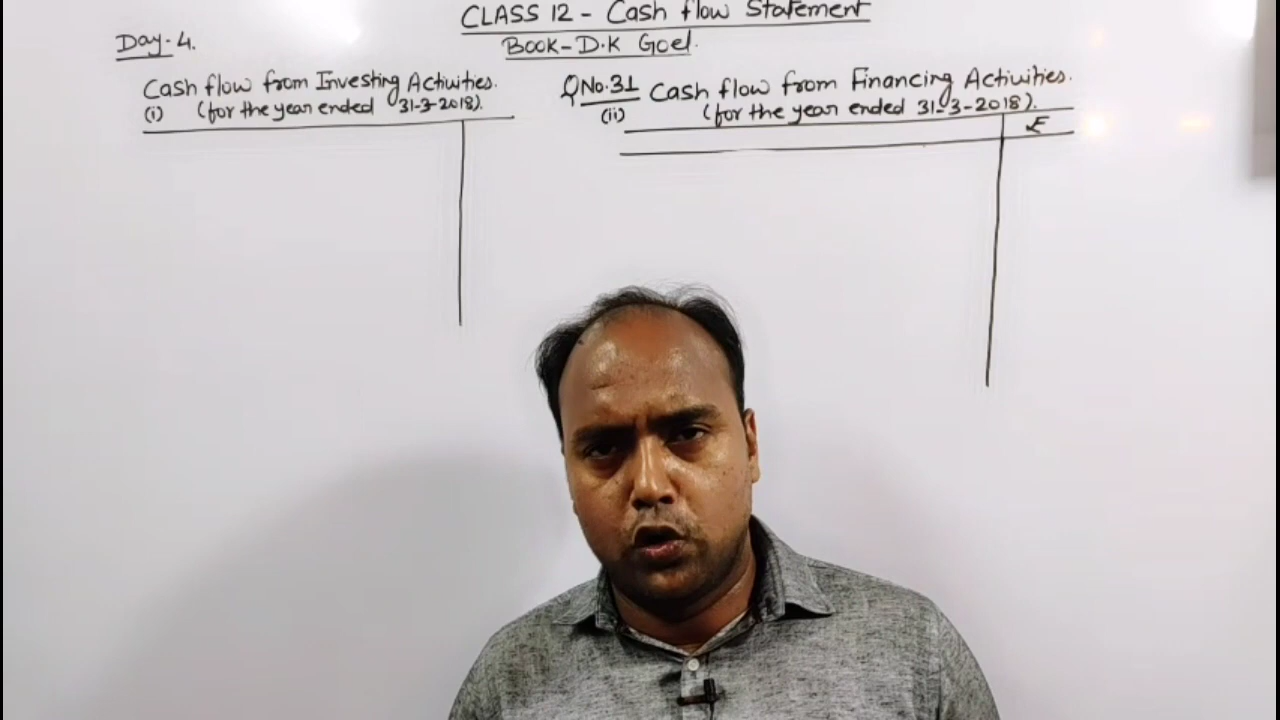 CLASS 12 - Cash flow Statement
Day-4.
BOOK-D.K Goel.
Cash flow from Investing Activities.
(i) (for the year ended 31-3-2018).
QNo.31 Cash flow from Financing Activities.
(ii) (for the year ended 31-3-2018).
₹